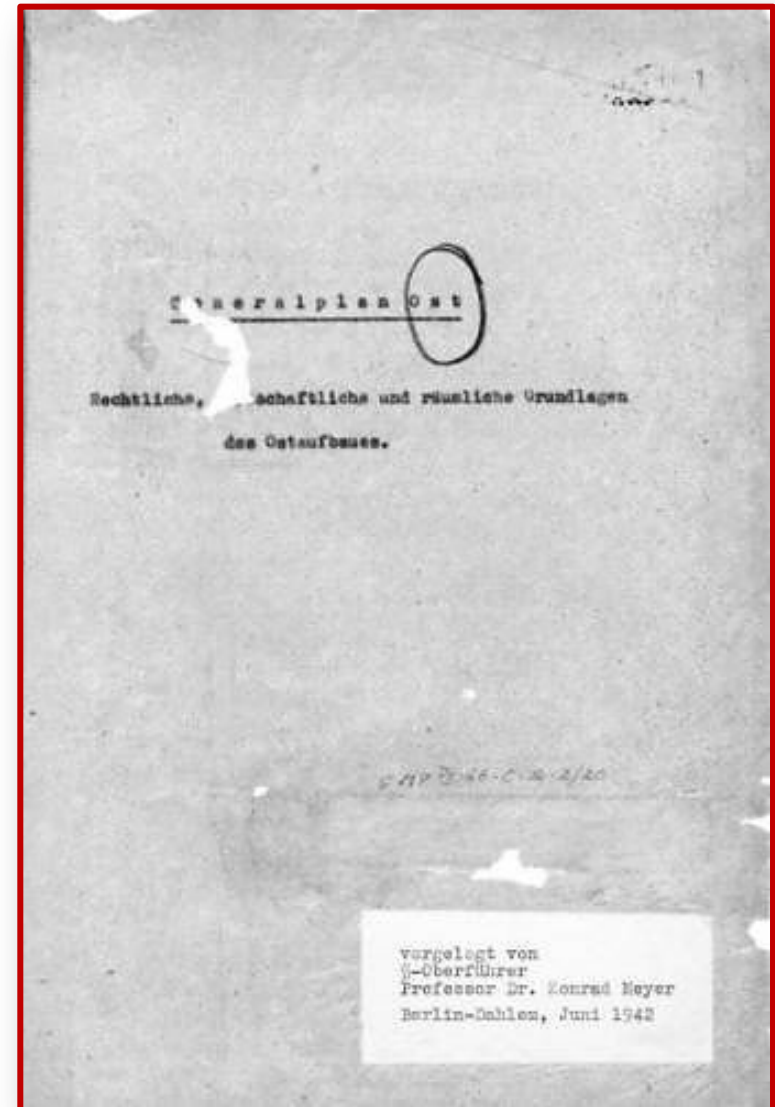 Generalplan Ost
Rechtliche, schaftliche und räumliche Grundlagen
des Ostaufbaues.
vorgelegt von
Oberführer
Professor Dr. Konrad Meyer
Berlin-Dahlem, Juni 1942